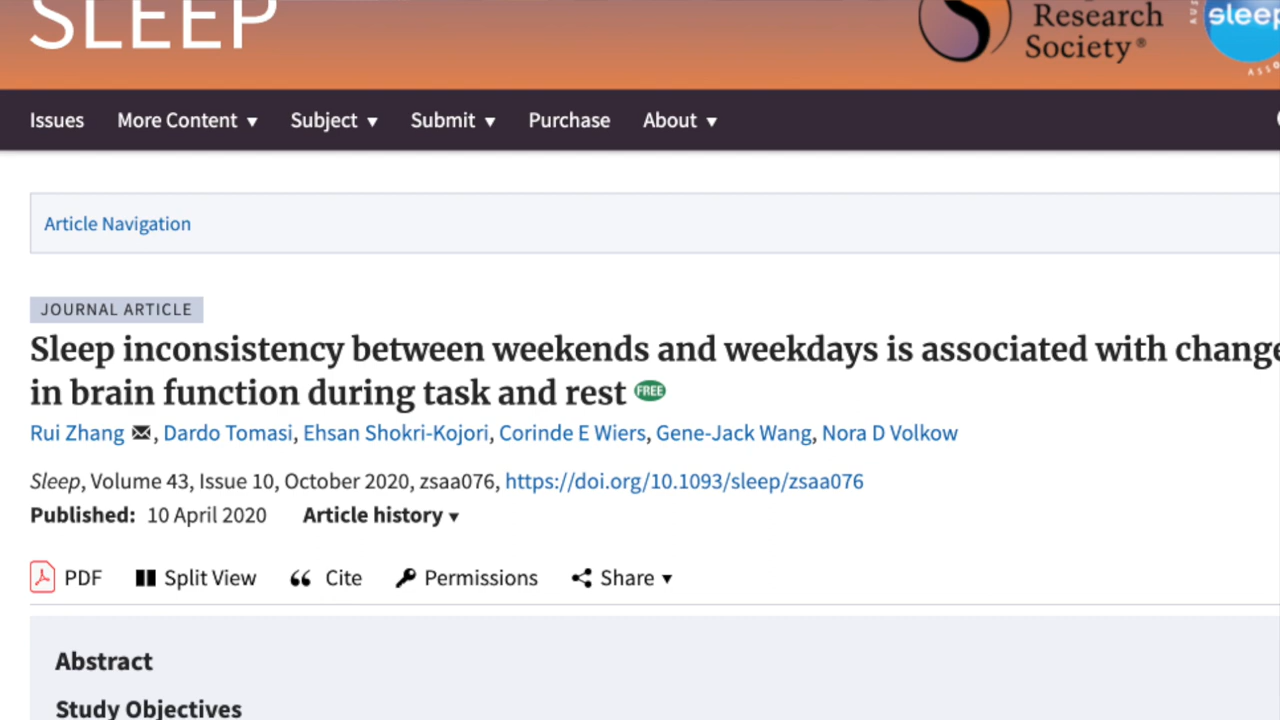 SLEEP
Research
Society®
sleep
Issues
More Content ▼
Subject ▼
Submit ▼
Purchase
About ▼
Article Navigation
JOURNAL ARTICLE
Sleep inconsistency between weekends and weekdays is associated with change
in brain function during task and rest FREE
Rui Zhang ✉, Dardo Tomasi, Ehsan Shokri-Kojori, Corinde E Wiers, Gene-Jack Wang, Nora D Volkow
Sleep, Volume 43, Issue 10, October 2020, zsaa076, https://doi.org/10.1093/sleep/zsaa076
Published: 10 April 2020 Article history ▼
PDF
Split View
Cite
Permissions
Share ▼
Abstract
Study Objectives